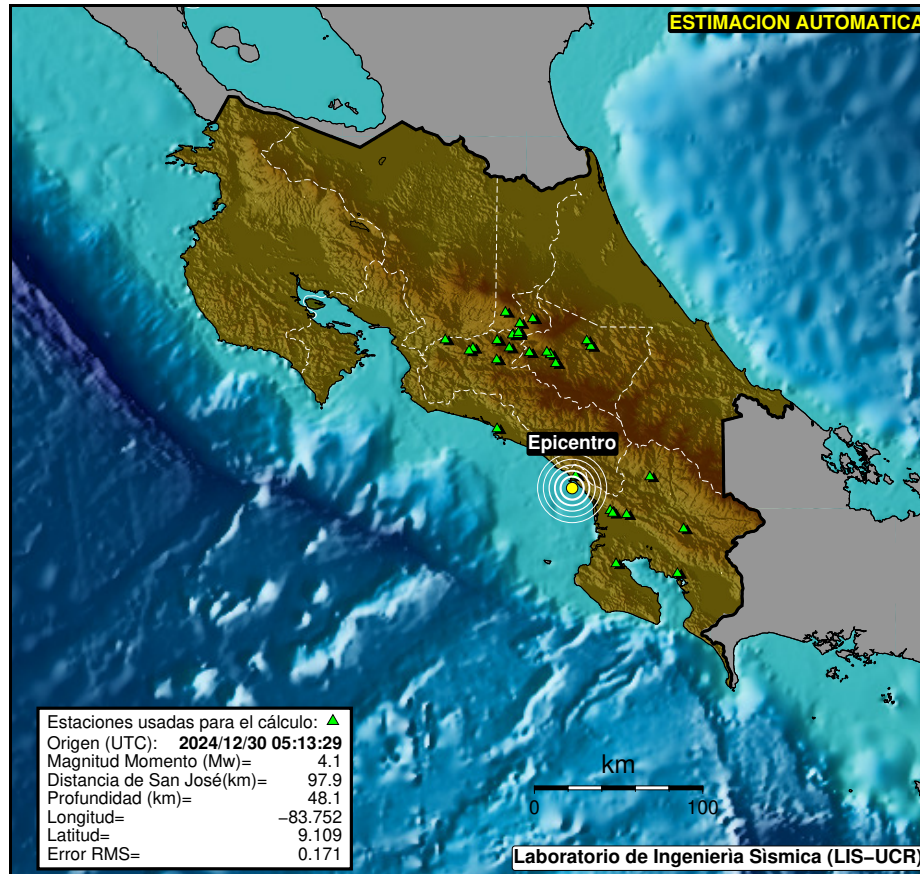 ESTIMACION AUTOMATICA
Epicentro
km
0 100
Estaciones usadas para el cálculo:
Origen (UTC): 2024/12/30 05:13:29
Magnitud Momento (Mw)= 4.1
Distancia de San José(km)= 97.9
Profundidad (km)= 48.1
Longitud= −83.752
Latitud= 9.109
Error RMS= 0.171
Laboratorio de Ingenierìa Sìsmica (LIS−UCR)